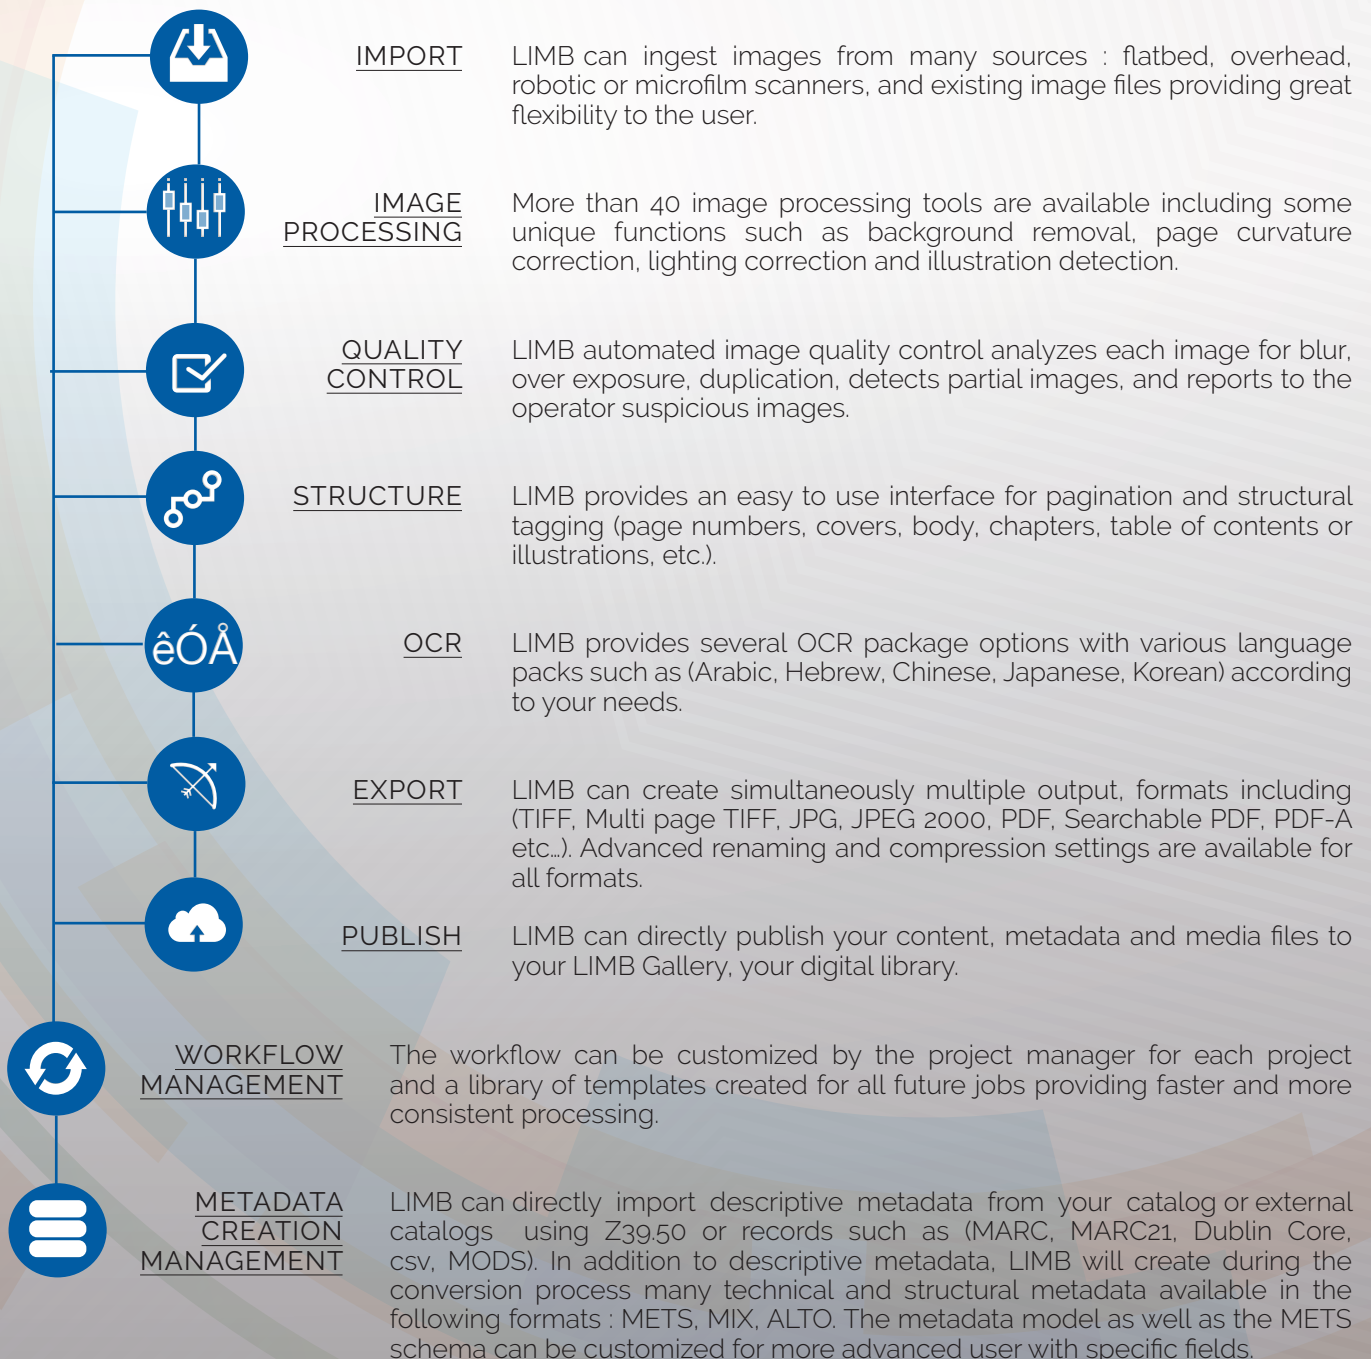 IMPORT
LIMB can ingest images from many sources : flatbed, overhead,
robotic or microfilm scanners, and existing image files providing great
flexibility to the user.
IMAGE
PROCESSING
More than 40 image processing tools are available including some
unique functions such as background removal, page curvature
correction, lighting correction and illustration detection.
QUALITY
CONTROL
LIMB automated image quality control analyzes each image for blur,
over exposure, duplication, detects partial images, and reports to the
operator suspicious images.
STRUCTURE
LIMB provides an easy to use interface for pagination and structural
tagging (page numbers, covers, body, chapters, table of contents or
illustrations, etc.).
êÓÅ
OCR
LIMB provides several OCR package options with various language
packs such as (Arabic, Hebrew, Chinese, Japanese, Korean) according
to your needs.
EXPORT
LIMB can create simultaneously multiple output, formats including
(TIFF, Multi page TIFF, JPG, JPEG 2000, PDF, Searchable PDF, PDF-A
etc…). Advanced renaming and compression settings are available for
all formats.
PUBLISH
LIMB can directly publish your content, metadata and media files to
your LIMB Gallery, your digital library.
WORKFLOW
MANAGEMENT
The workflow can be customized by the project manager for each project
and a library of templates created for all future jobs providing faster and more
consistent processing.
METADATA
CREATION
MANAGEMENT
LIMB can directly import descriptive metadata from your catalog or external
catalogs using Z39.50 or records such as (MARC, MARC21, Dublin Core,
csv, MODS). In addition to descriptive metadata, LIMB will create during the
conversion process many technical and structural metadata available in the
following formats : METS, MIX, ALTO. The metadata model as well as the METS
schema can be customized for more advanced user with specific fields.